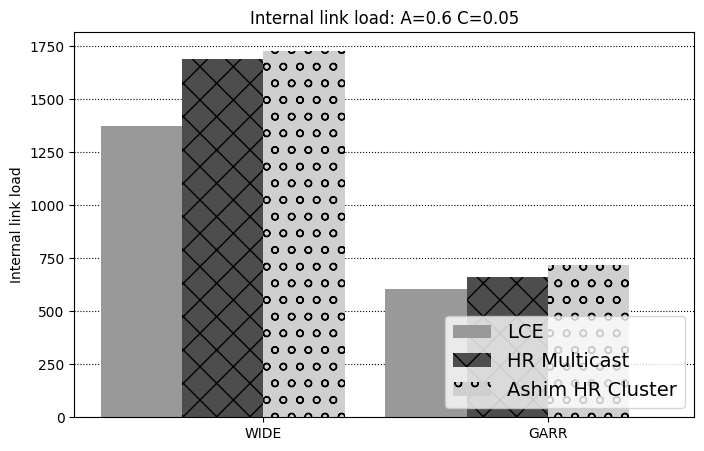 Internal link load: A=0.6 C=0.05
Internal link load
1750
1500
1250
1000
750
500
250
0
WIDE
GARR
LCE
HR Multicast
Ashim HR Cluster